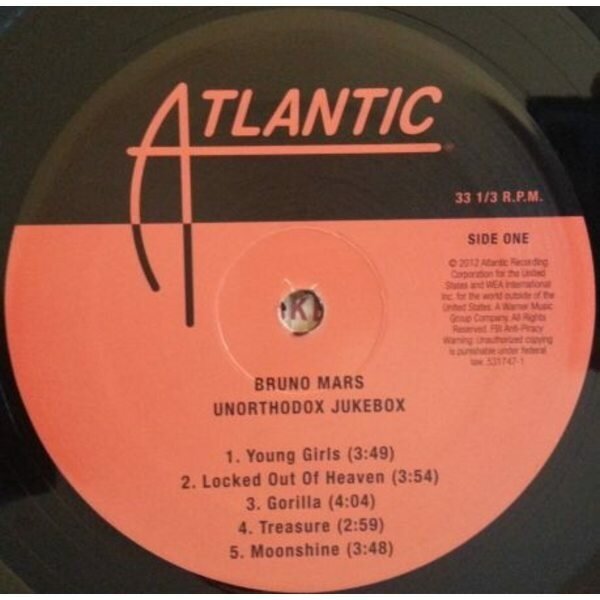 ATLANTIC
33 1/3 R.P.M.
SIDE ONE
© 2012 Atlantic Recording
Corporation for the United
States and WEA International
Inc. for the world outside of the
United States. A Warner Music
Group Company. All Rights
Reserved. FBI Anti-Piracy
Warning: Unauthorized copying
is punishable under federal
law. 531747-1
BRUNO MARS
UNORTHODOX JUKEBOX
1. Young Girls (3:49)
2. Locked Out Of Heaven (3:54)
3. Gorilla (4:04)
4. Treasure (2:59)
5. Moonshine (3:48)